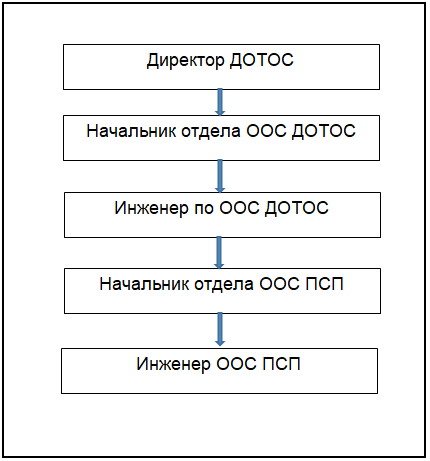 Директор ДОТОС
Начальник отдела ООС ДОТОС
Инженер по ООС ДОТОС
Начальник отдела ООС ПСП
Инженер ООС ПСП